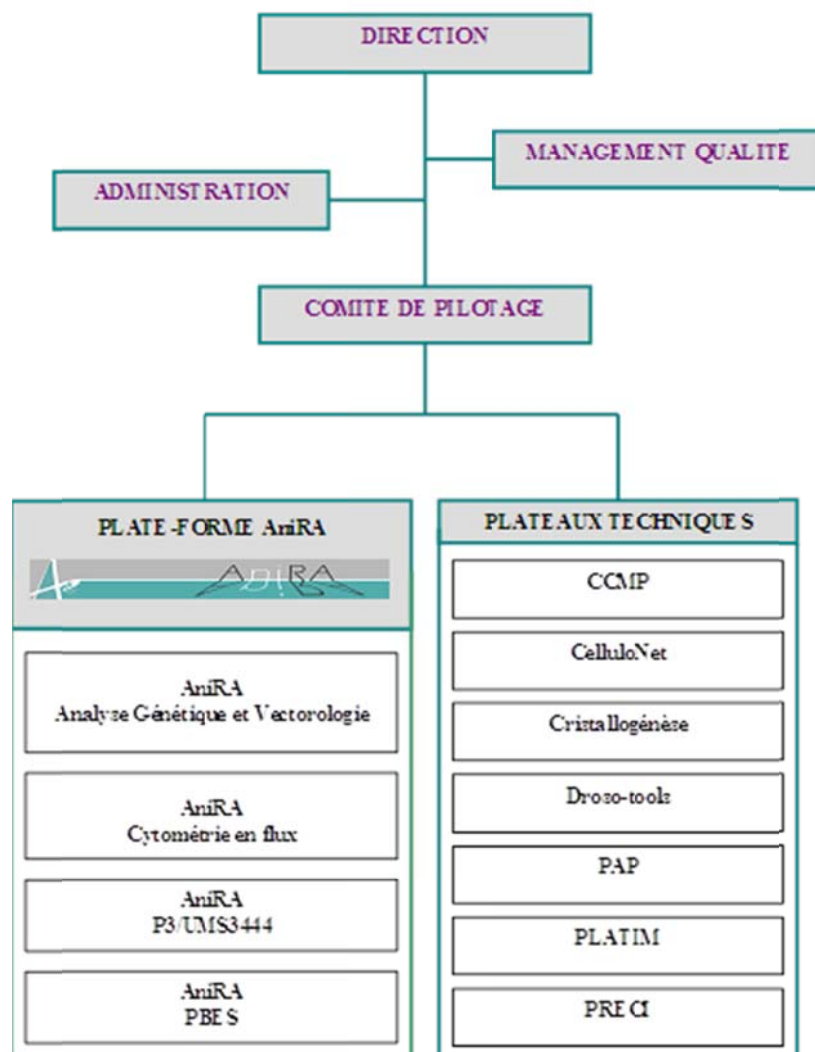 DIRECTION
MANAGEMENT QUALITE
ADMINISTRATION
COMITE DE PILOTAGE
PLATE-FORME AniRA
ANIRA
AniRA
Analyse Génétique et Vectorologie
AniRA
Cytométrie en flux
AniRA
P3/UMS3444
AniRA
PBES
PLATEAUX TECHNIQUES
CCMP
CelluloNet
Cristallogénèse
Droso-tools
PAP
PLATIM
PRECI